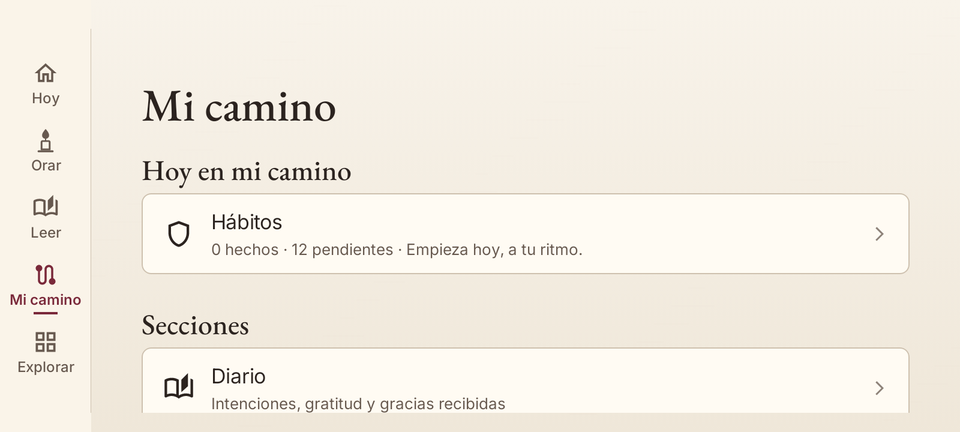 Hoy
Orar
Leer
Mi camino
Explorar
Mi camino
Hoy en mi camino
Hábitos
0 hechos · 12 pendientes · Empieza hoy, a tu ritmo.
Secciones
Diario
Intenciones, gratitud y gracias recibidas